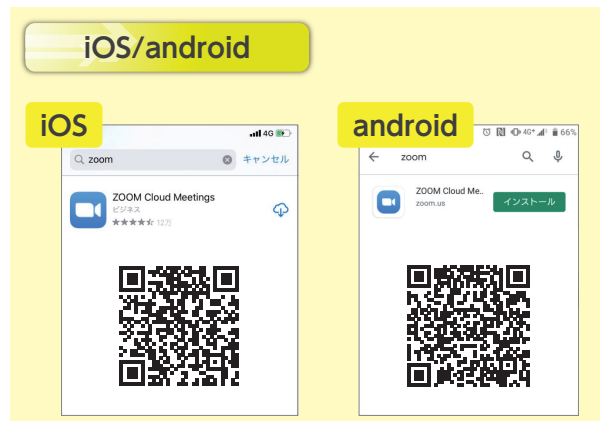 iOS/android
iOS
4G
zoom
キャンセル
ZOOM Cloud Meetings
ビジネス
12万
android
4G+ 66%
zoom
ZOOM Cloud Me..
zoom.us
インストール